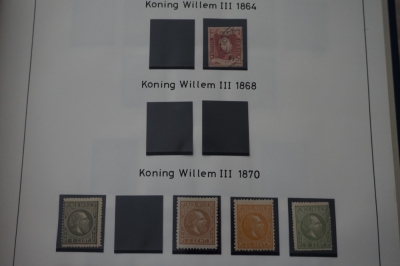 Koning Willem III 1864
Koning Willem III 1868
Koning Willem III 1870